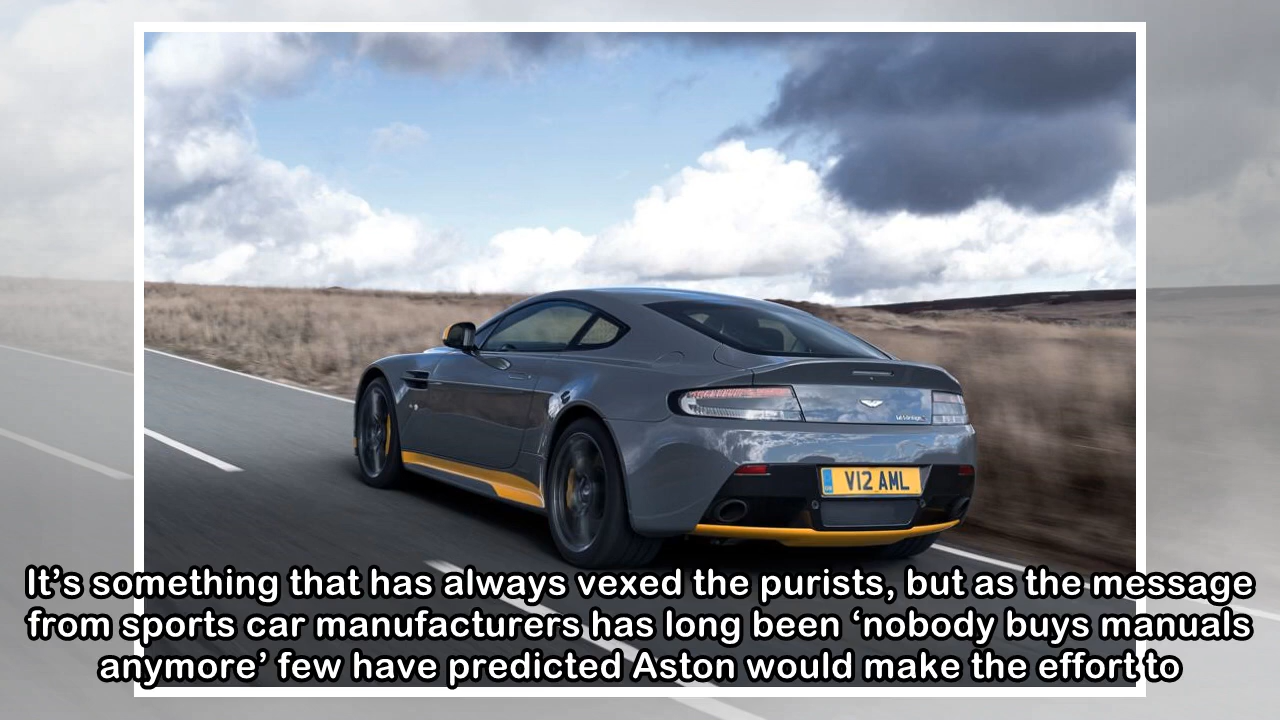 V12 AML
It’s something that has always vexed the purists, but as the message
from sports car manufacturers has long been ‘nobody buys manuals
anymore’ few have predicted Aston would make the effort to